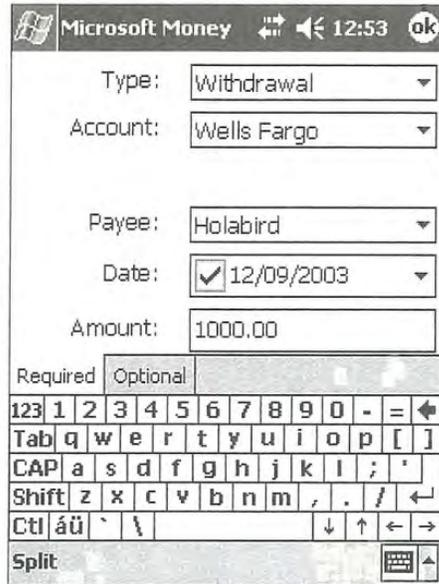 Microsoft Money 12:53 ok
Type: Withdrawal
Account: Wells Fargo
Payee: Holabird
Date: 12/09/2003
Amount: 1000.00
Required Optional
123 1 2 3 4 5 6 7 8 9 0 - =
Tab q w e r t y u i o p [ ]
CAP a s d f g h j k l ; '
Shift z x c v b n m , . /
Ctl áü ` \
Split